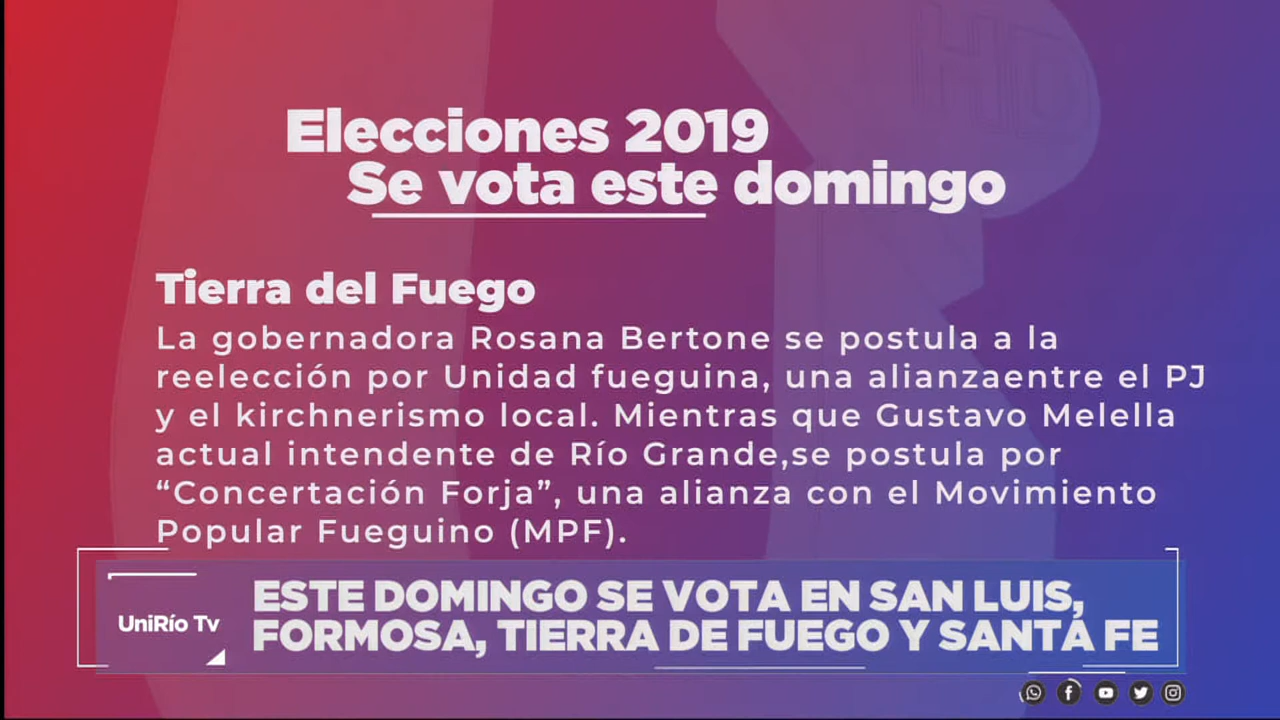 Elecciones 2019
Se vota este domingo
Tierra del Fuego
La gobernadora Rosana Bertone se postula a la
reelección por Unidad fueguina, una alianzaentre el PJ
y el kirchnerismo local. Mientras que Gustavo Melella
actual intendente de Río Grande,se postula por
“Concertación Forja”, una alianza con el Movimiento
Popular Fueguino (MPF).
UniRío Tv
ESTE DOMINGO SE VOTA EN SAN LUIS,
FORMOSA, TIERRA DE FUEGO Y SANTA FE